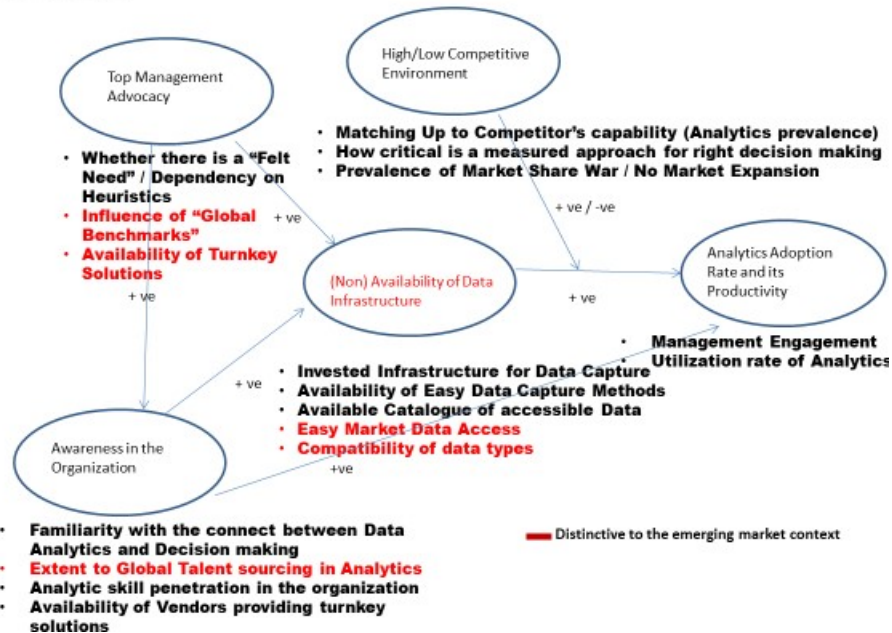 Top Management
Advocacy
High/Low Competitive
Environment
• Matching Up to Competitor's capability (Analytics prevalence)
• How critical is a measured approach for right decision making
• Prevalence of Market Share War / No Market Expansion
• Whether there is a “Felt
Need” / Dependency on
Heuristics
• Influence of “Global
Benchmarks”
• Availability of Turnkey
Solutions
+ ve
+ ve
+ ve / -ve
(Non) Availability of Data
Infrastructure
+ ve
Analytics Adoption
Rate and its
Productivity
• Management Engagement
• Utilization rate of Analytics
+ ve
• Invested Infrastructure for Data Capture
• Availability of Easy Data Capture Methods
• Available Catalogue of accessible Data
• Easy Market Data Access
• Compatibility of data types
+ve
Awareness in the
Organization
• Familiarity with the connect between Data
Analytics and Decision making
• Extent to Global Talent sourcing in Analytics
• Analytic skill penetration in the organization
• Availability of Vendors providing turnkey
solutions
Distinctive to the emerging market context